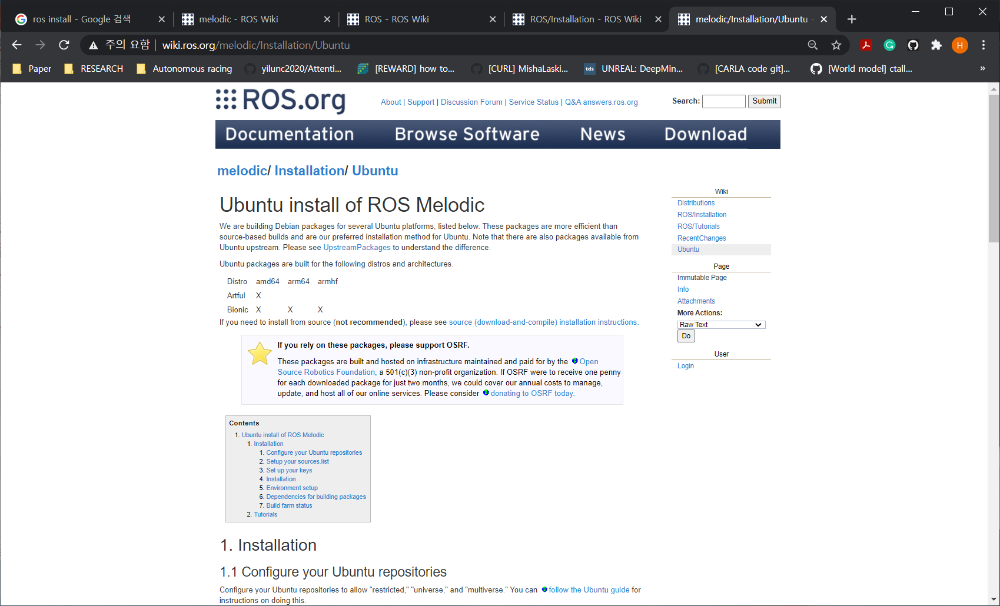 ros install - Google 검색
melodic - ROS Wiki
ROS - ROS Wiki
ROS/Installation - ROS Wiki
melodic/Installation/Ubuntu -
주의 요함 | wiki.ros.org/melodic/Installation/Ubuntu
H
Paper
RESEARCH
Autonomous racing
yilunc2020/Attenti...
[REWARD] how to...
[CURL] MishaLaski...
tds UNREAL: DeepMin...
[CARLA code git]...
[World model] ctall...
»
ROS.org
About | Support | Discussion Forum | Service Status | Q&A answers.ros.org
Search: Submit
Documentation Browse Software News Download
melodic/ Installation/ Ubuntu
Ubuntu install of ROS Melodic
We are building Debian packages for several Ubuntu platforms, listed below. These packages are more efficient than
source-based builds and are our preferred installation method for Ubuntu. Note that there are also packages available from
Ubuntu upstream. Please see UpstreamPackages to understand the difference.
Ubuntu packages are built for the following distros and architectures.
Distro amd64 arm64 armhf
Artful X
Bionic X X X
If you need to install from source (not recommended), please see source (download-and-compile) installation instructions.
If you rely on these packages, please support OSRF.
These packages are built and hosted on infrastructure maintained and paid for by the Open
Source Robotics Foundation, a 501(c)(3) non-profit organization. If OSRF were to receive one penny
for each downloaded package for just two months, we could cover our annual costs to manage,
update, and host all of our online services. Please consider donating to OSRF today.
Contents
1. Ubuntu install of ROS Melodic
1. Installation
1. Configure your Ubuntu repositories
2. Setup your sources.list
3. Set up your keys
4. Installation
5. Environment setup
6. Dependencies for building packages
7. Build farm status
2. Tutorials
1. Installation
1.1 Configure your Ubuntu repositories
Configure your Ubuntu repositories to allow "restricted," "universe," and "multiverse." You can follow the Ubuntu guide for
instructions on doing this.
Wiki
Distributions
ROS/Installation
ROS/Tutorials
RecentChanges
Ubuntu
Page
Immutable Page
Info
Attachments
More Actions:
Raw Text
Do
User
Login